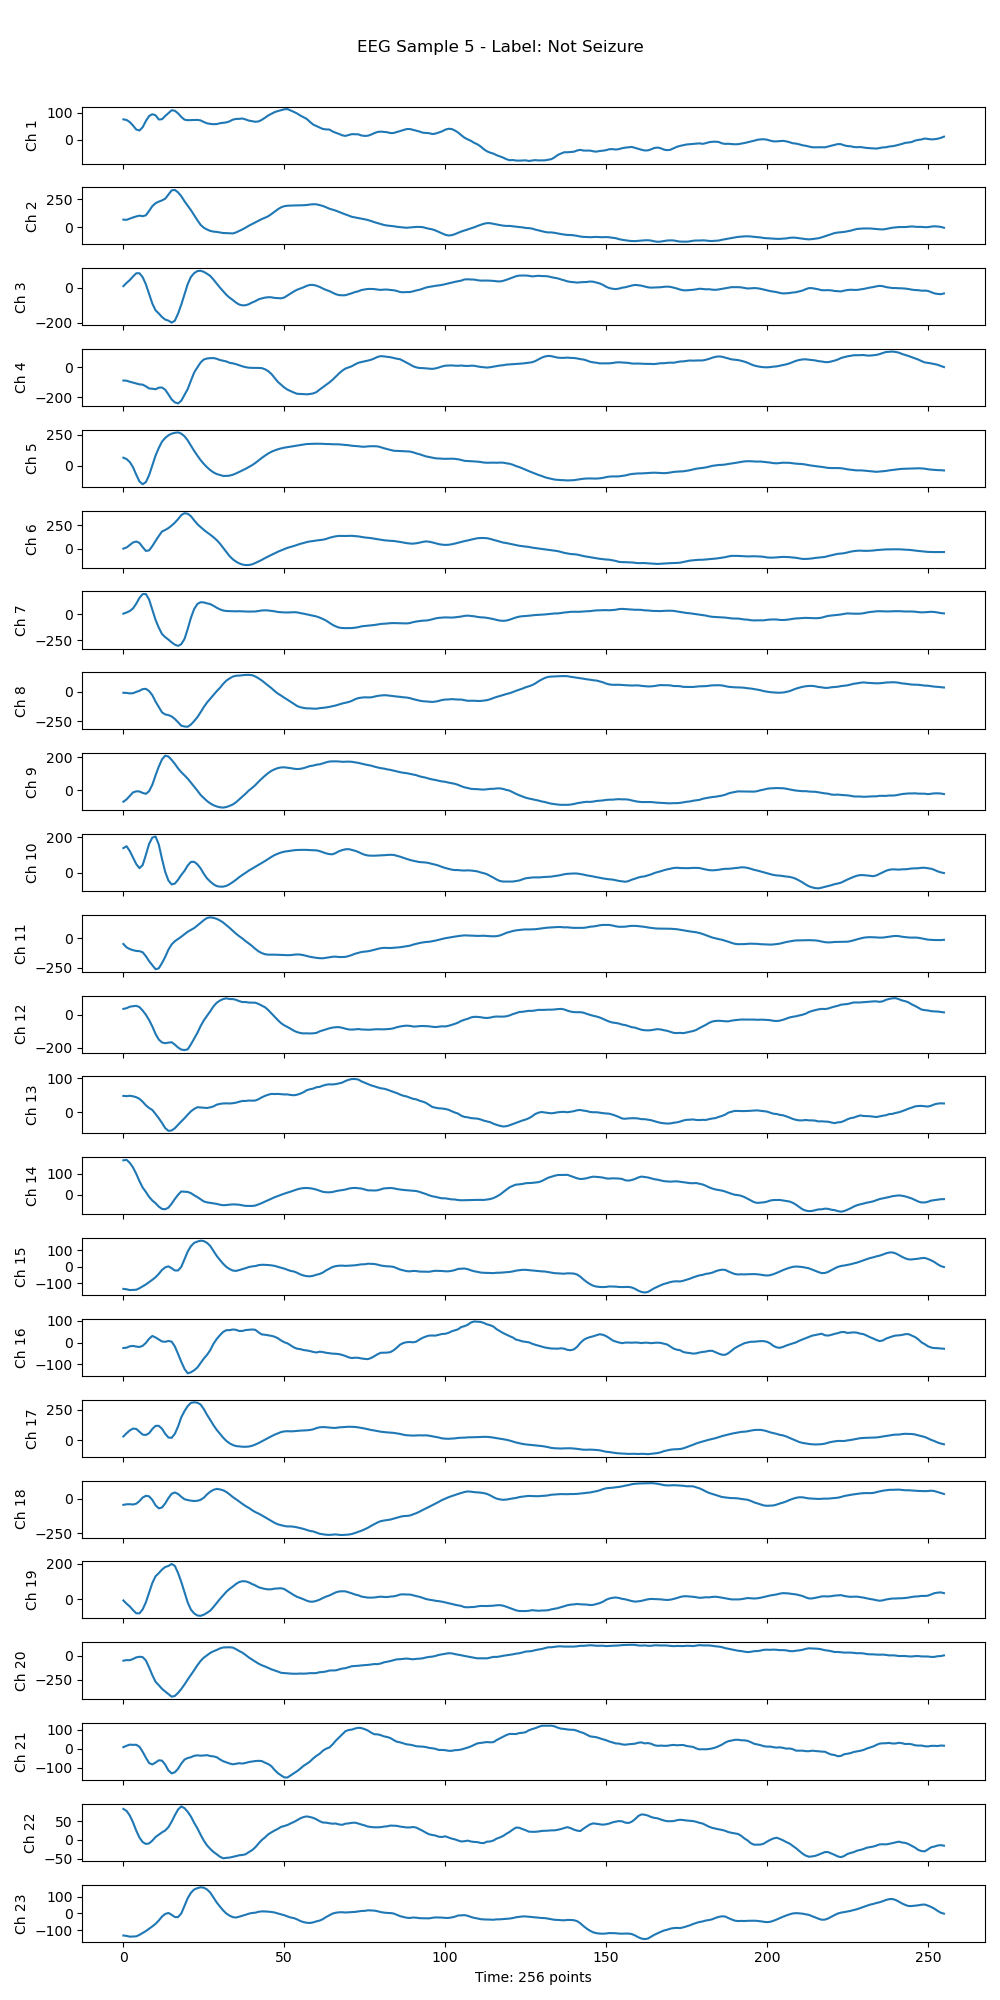 EEG Sample 5 - Label: Not Seizure
Ch 1
100
0
Ch 2
250
0
Ch 3
0
−200
Ch 4
0
−200
Ch 5
250
0
Ch 6
250
0
Ch 7
0
−250
Ch 8
0
−250
Ch 9
200
0
Ch 10
200
0
Ch 11
0
−250
Ch 12
0
−200
Ch 13
100
0
Ch 14
100
0
Ch 15
100
0
−100
Ch 16
100
0
−100
Ch 17
250
0
Ch 18
0
−250
Ch 19
200
0
Ch 20
0
−250
Ch 21
100
0
−100
Ch 22
50
0
−50
Ch 23
100
0
−100
0 50 100 150 200 250
Time: 256 points